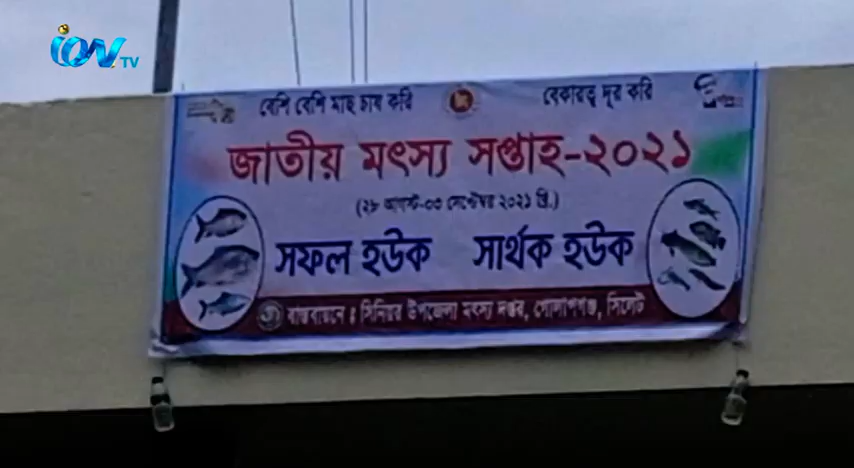 ion TV
বেশি বেশি মাছ চাষ করি বেকারত্ব দূর করি
জাতীয় মৎস্য সপ্তাহ-২০২১
(২৮ আগস্ট-০৩ সেপ্টেম্বর ২০২১ খ্রি.)
সফল হউক সার্থক হউক
বাস্তবায়নে : সিনিয়র উপজেলা মৎস্য দপ্তর, গোলাপগঞ্জ, সিলেট